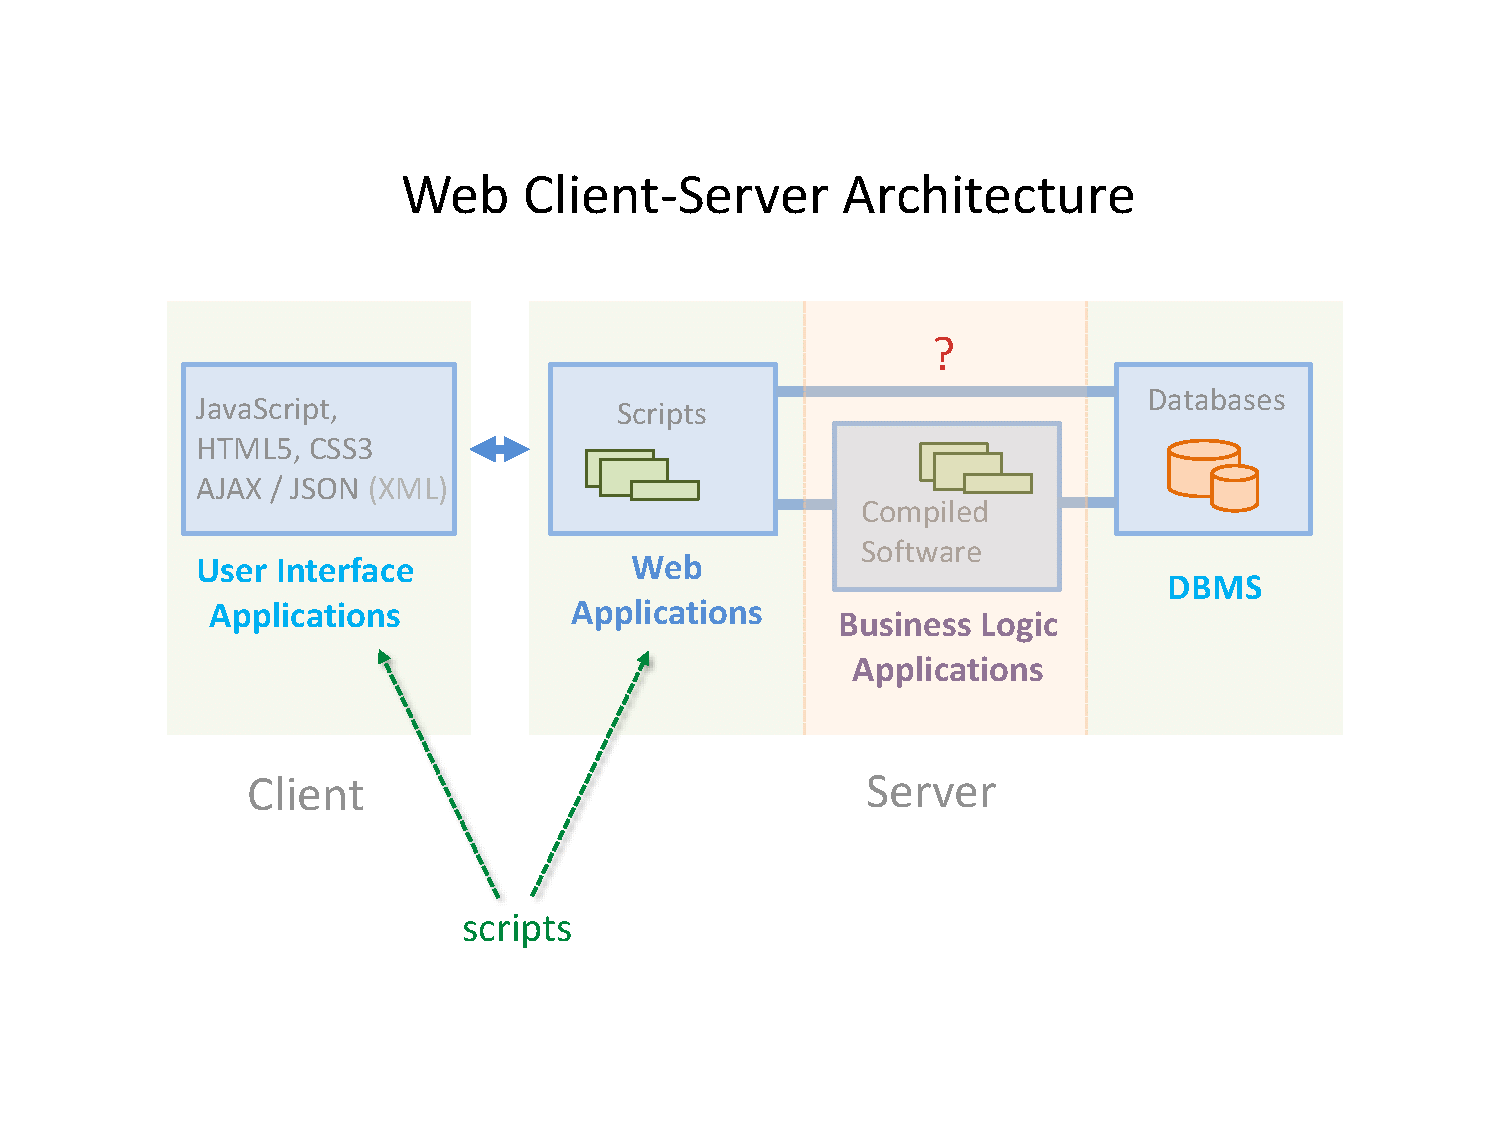 Web Client-Server Architecture
JavaScript,
HTML5, CSS3
AJAX / JSON (XML)
User Interface
Applications
Scripts
Web
Applications
?
Compiled
Software
Business Logic
Applications
Databases
DBMS
Client
Server
scripts